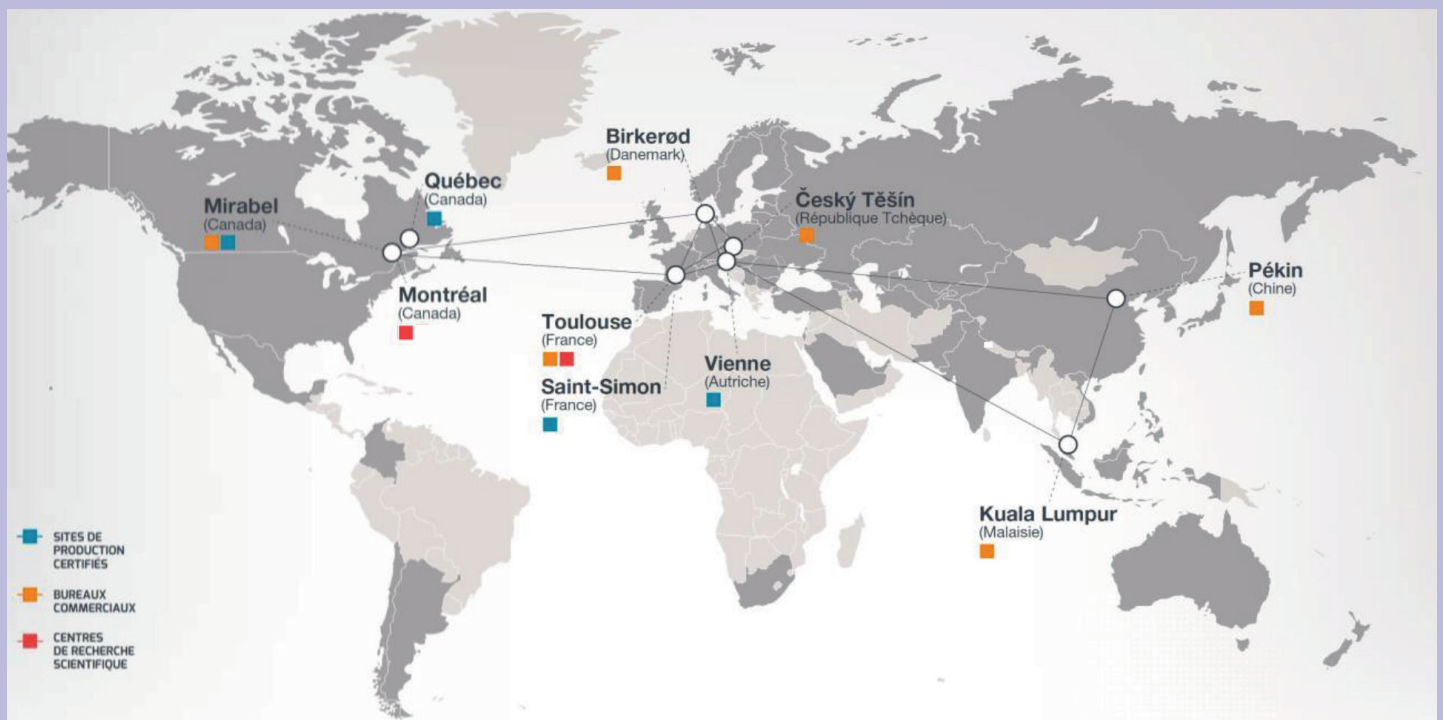 Birkerød
(Danemark)
Québec
(Canada)
Mirabel
(Canada)
Český Těšín
(République Tchèque)
Montréal
(Canada)
Pékin
(Chine)
Toulouse
(France)
Vienne
(Autriche)
Saint-Simon
(France)
Kuala Lumpur
(Malaisie)
SITES DE
PRODUCTION
CERTIFIÉS
BUREAUX
COMMERCIAUX
CENTRES
DE RECHERCHE
SCIENTIFIQUE